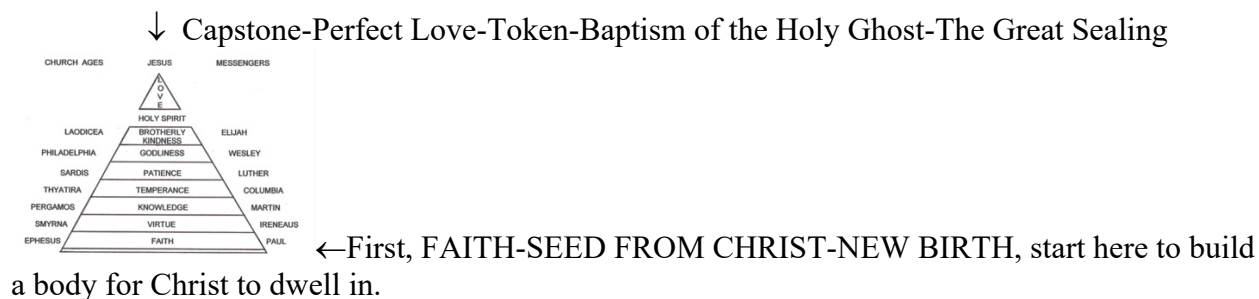 ↓ Capstone-Perfect Love-Token-Baptism of the Holy Ghost-The Great Sealing
CHURCH AGES JESUS MESSENGERS
L
O
V
E
HOLY SPIRIT
LAODICEA BROTHERLY KINDNESS ELIJAH
PHILADELPHIA GODLINESS WESLEY
SARDIS PATIENCE LUTHER
THYATIRA TEMPERANCE COLUMBIA
PERGAMOS KNOWLEDGE MARTIN
SMYRNA VIRTUE IRENEAUS
EPHESUS FAITH PAUL
←First, FAITH-SEED FROM CHRIST-NEW BIRTH, start here to build
a body for Christ to dwell in.